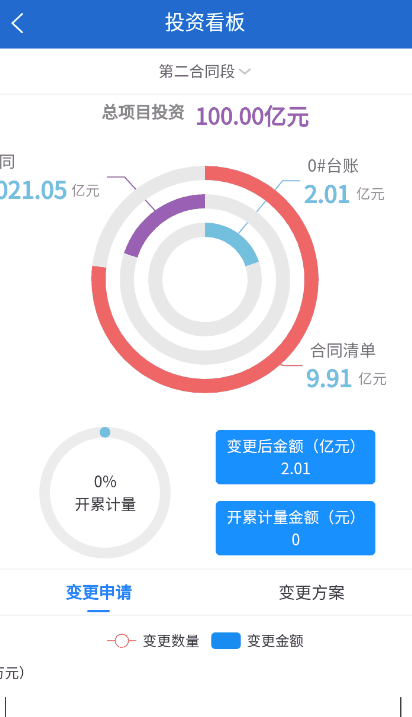 投资看板
第二合同段
总项目投资 100.00亿元
同
0#台账
021.05 亿元
2.01 亿元
合同清单
9.91 亿元
变更后金额（亿元）
2.01
0%
开累计量
开累计量金额（元）
0
变更申请 变更方案
变更数量 变更金额
万元）